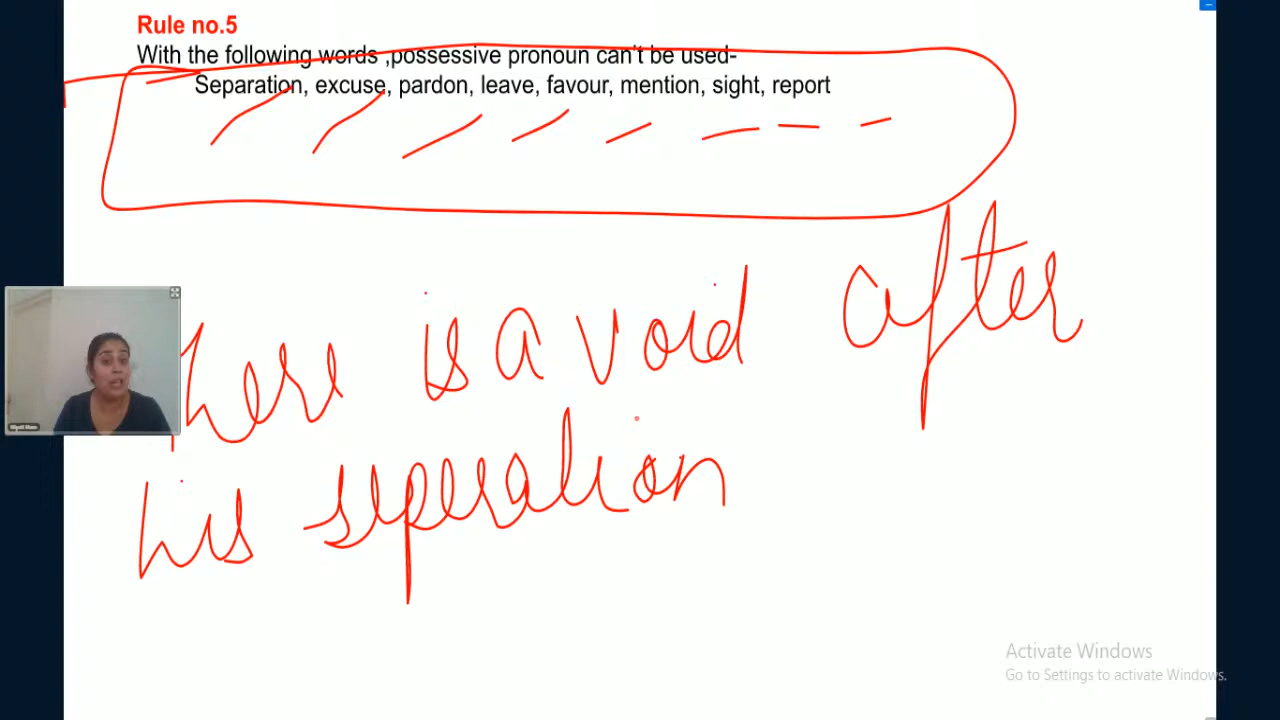 Rule no.5
With the following words ,possessive pronoun can't be used-
Separation, excuse, pardon, leave, favour, mention, sight, report
here is a void after
his seperation
Activate Windows
Go to Settings to activate Windows.